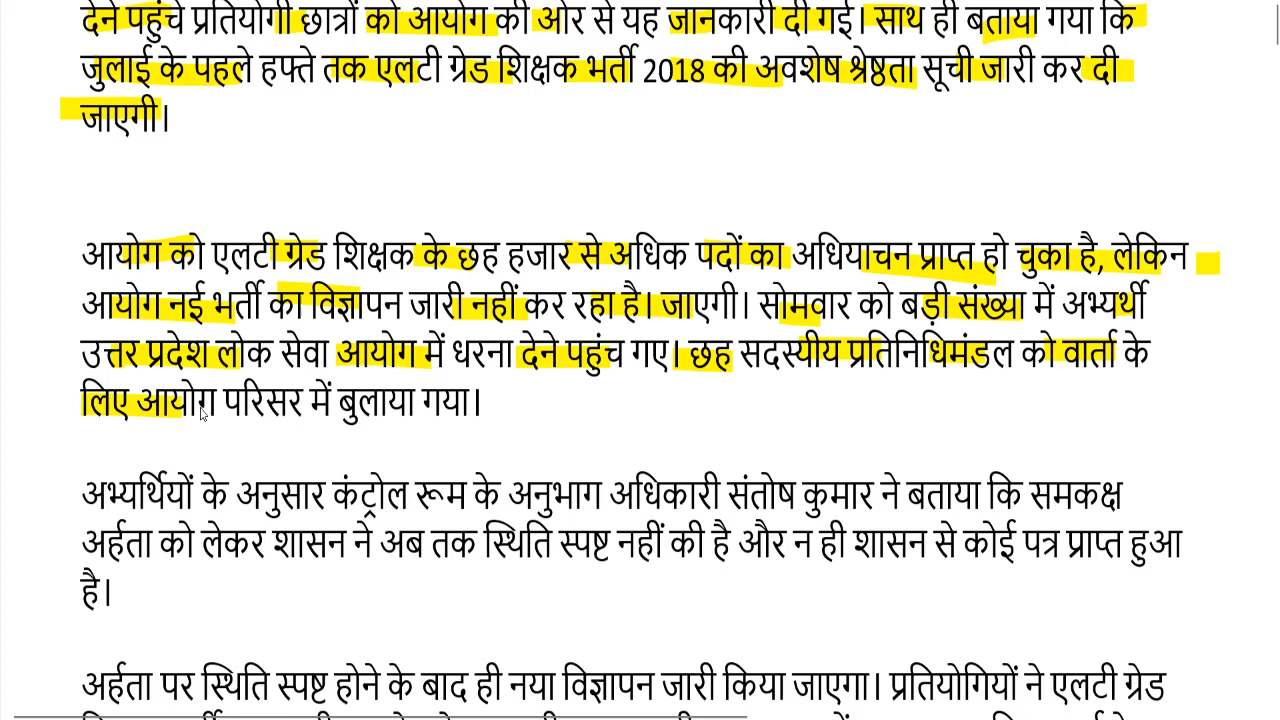 देने पहुंचे प्रतियोगी छात्रों को आयोग की ओर से यह जानकारी दी गई। साथ ही बताया गया कि
जुलाई के पहले हफ्ते तक एलटी ग्रेड शिक्षक भर्ती 2018 की अवशेष श्रेष्ठता सूची जारी कर दी
जाएगी।
आयोग को एलटी ग्रेड शिक्षक के छह हजार से अधिक पदों का अधियाचन प्राप्त हो चुका है, लेकिन
आयोग नई भर्ती का विज्ञापन जारी नहीं कर रहा है। जाएगी। सोमवार को बड़ी संख्या में अभ्यर्थी
उत्तर प्रदेश लोक सेवा आयोग में धरना देने पहुंच गए। छह सदस्यीय प्रतिनिधिमंडल को वार्ता के
लिए आयोग परिसर में बुलाया गया।
अभ्यर्थियों के अनुसार कंट्रोल रूम के अनुभाग अधिकारी संतोष कुमार ने बताया कि समकक्ष
अर्हता को लेकर शासन ने अब तक स्थिति स्पष्ट नहीं की है और न ही शासन से कोई पत्र प्राप्त हुआ
है।
अर्हता पर स्थिति स्पष्ट होने के बाद ही नया विज्ञापन जारी किया जाएगा। प्रतियोगियों ने एलटी ग्रेड